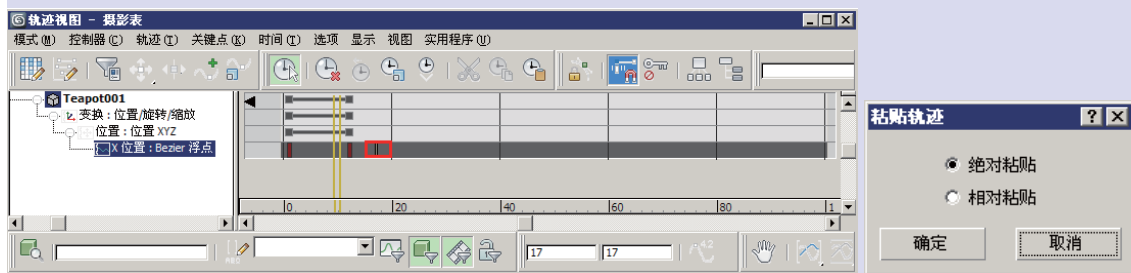 轨迹视图 - 摄影表
模式(M) 控制器(C) 轨迹(T) 关键点(K) 时间(T) 选项 显示 视图 实用程序(U)
Teapot001
变换：位置/旋转/缩放
位置：位置 XYZ
X 位置：Bezier 浮点
0 20 40 60 80 1
17 17
粘贴轨迹
绝对粘贴
相对粘贴
确定 取消